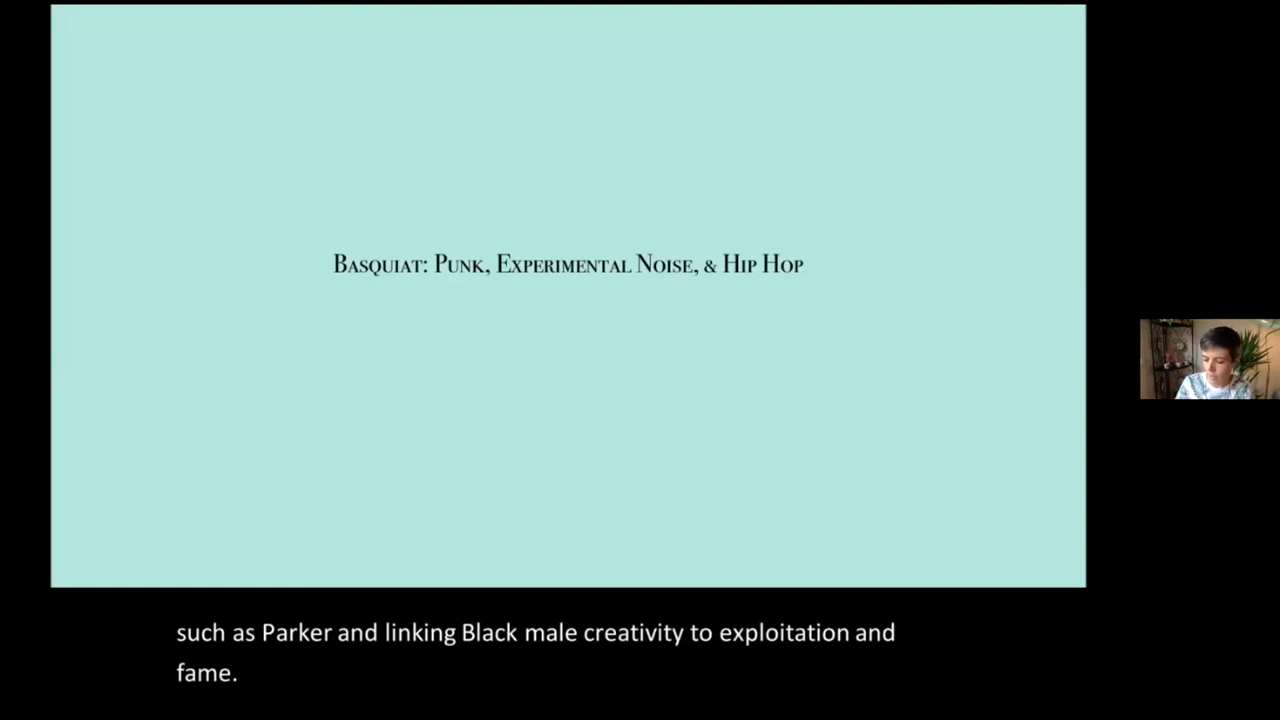 Basquiat: Punk, Experimental Noise, & Hip Hop
such as Parker and linking Black male creativity to exploitation and
fame.